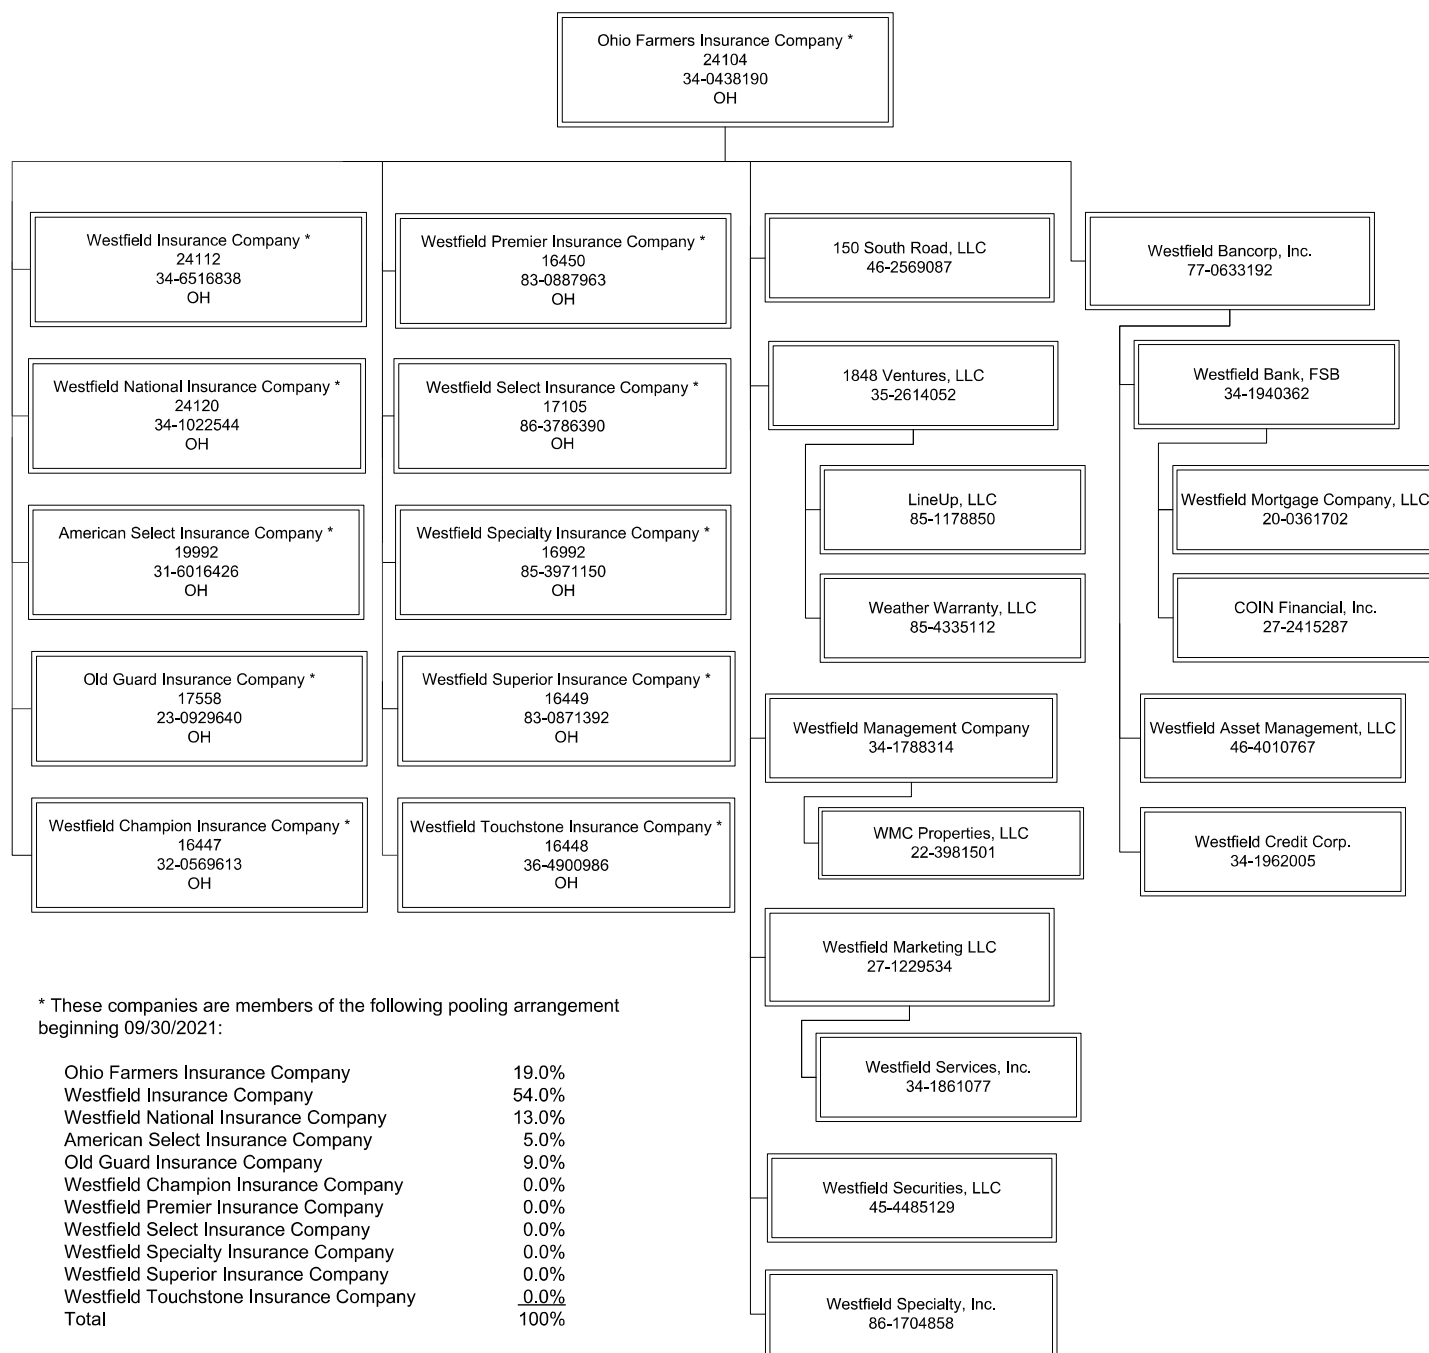 Ohio Farmers Insurance Company *
24104
34-0438190
OH
Westfield Insurance Company *
24112
34-6516838
OH
Westfield National Insurance Company *
24120
34-1022544
OH
American Select Insurance Company *
19992
31-6016426
OH
Old Guard Insurance Company *
17558
23-0929640
OH
Westfield Champion Insurance Company *
16447
32-0569613
OH
Westfield Premier Insurance Company *
16450
83-0887963
OH
Westfield Select Insurance Company *
17105
86-3786390
OH
Westfield Specialty Insurance Company *
16992
85-3971150
OH
Westfield Superior Insurance Company *
16449
83-0871392
OH
Westfield Touchstone Insurance Company *
16448
36-4900986
OH
150 South Road, LLC
46-2569087
1848 Ventures, LLC
35-2614052
LineUp, LLC
85-1178850
Weather Warranty, LLC
85-4335112
Westfield Management Company
34-1788314
WMC Properties, LLC
22-3981501
Westfield Marketing LLC
27-1229534
Westfield Services, Inc.
34-1861077
Westfield Securities, LLC
45-4485129
Westfield Specialty, Inc.
86-1704858
Westfield Bancorp, Inc.
77-0633192
Westfield Bank, FSB
34-1940362
Westfield Mortgage Company, LLC
20-0361702
COIN Financial, Inc.
27-2415287
Westfield Asset Management, LLC
46-4010767
Westfield Credit Corp.
34-1962005
* These companies are members of the following pooling arrangement
beginning 09/30/2021:
Ohio Farmers Insurance Company 19.0%
Westfield Insurance Company 54.0%
Westfield National Insurance Company 13.0%
American Select Insurance Company 5.0%
Old Guard Insurance Company 9.0%
Westfield Champion Insurance Company 0.0%
Westfield Premier Insurance Company 0.0%
Westfield Select Insurance Company 0.0%
Westfield Specialty Insurance Company 0.0%
Westfield Superior Insurance Company 0.0%
Westfield Touchstone Insurance Company 0.0%
Total 100%